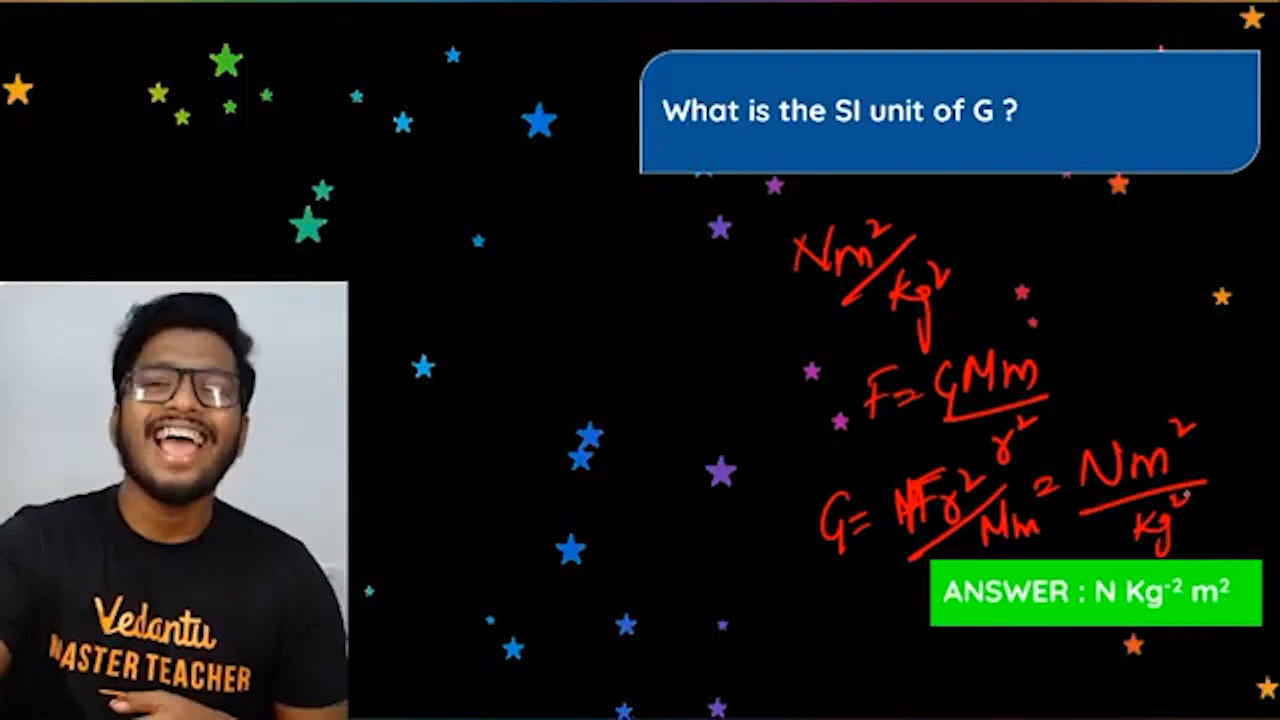 What is the SI unit of G ?
Nm²/kg²
F = GMm/r²
G = Fr²/Mm = Nm²/Kg²
ANSWER : N Kg⁻² m²
Vedantu
MASTER TEACHER